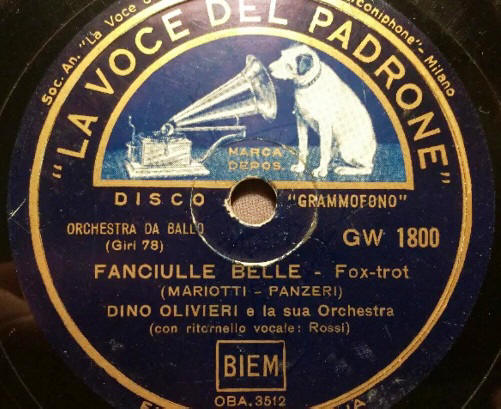 Soc. An. "La Voce
"LA VOCE DEL PADRONE"
Marconiphone" - Milano
MARCA
DEPOS.
DISCO "GRAMMOFONO"
ORCHESTRA DA BALLO
(Giri 78)
GW 1800
FANCIULLE BELLE - Fox-trot
(MARIOTTI - PANZERI)
DINO OLIVIERI e la sua Orchestra
(con ritornello vocale: Rossi)
BIEM
OBA. 3512